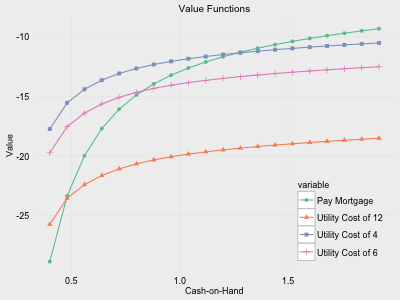 Value Functions
-10
-15
-20
-25
Value
0.5
1.0
1.5
Cash-on-Hand
variable
Pay Mortgage
Utility Cost of 12
Utility Cost of 4
Utility Cost of 6